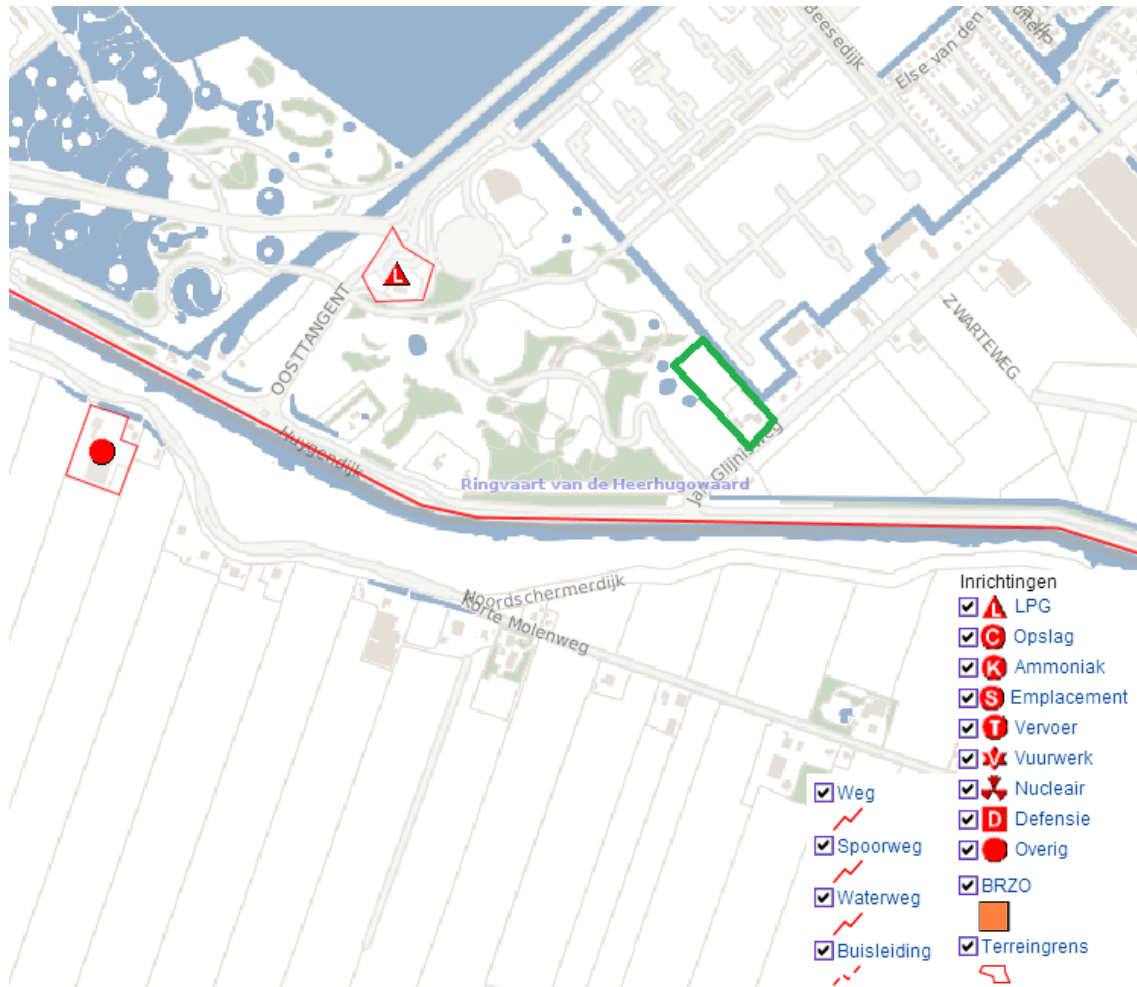 Beesedijk
Else van den
OOSTTANGENT
ZWARTEWEG
Huygendijk
Ringvaart van de Heerhugowaard
Noordschermerdijk
Korte Molenweg
L
Inrichtingen
L LPG
C Opslag
K Ammoniak
S Emplacement
T Vervoer
V Vuurwerk
Nucleair
D Defensie
Overig
BRZO
Terreingrens
Weg
Spoorweg
Waterweg
Buisleiding